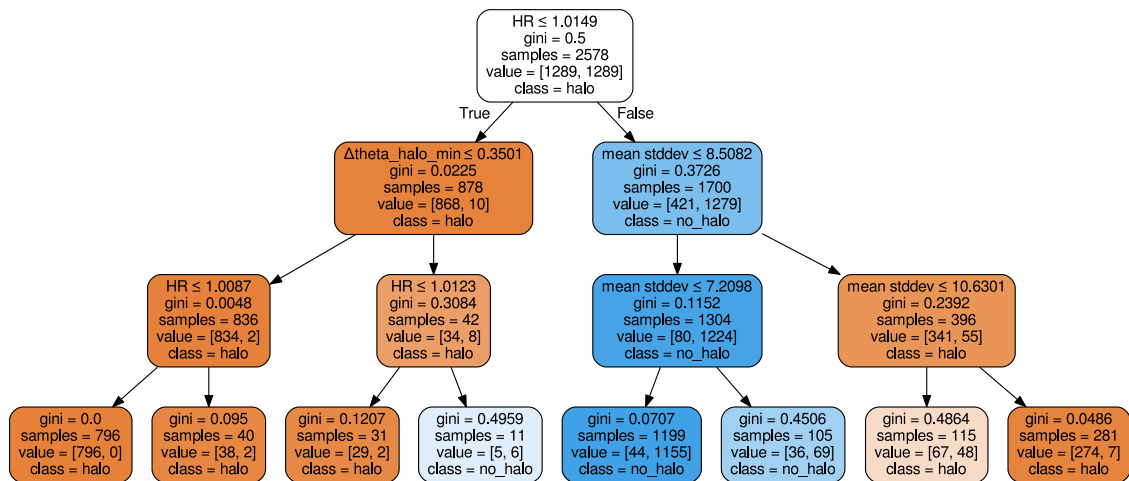 HR ≤ 1.0149
gini = 0.5
samples = 2578
value = [1289, 1289]
class = halo
True
False
Δtheta_halo_min ≤ 0.3501
gini = 0.0225
samples = 878
value = [868, 10]
class = halo
mean stddev ≤ 8.5082
gini = 0.3726
samples = 1700
value = [421, 1279]
class = no_halo
HR ≤ 1.0087
gini = 0.0048
samples = 836
value = [834, 2]
class = halo
HR ≤ 1.0123
gini = 0.3084
samples = 42
value = [34, 8]
class = halo
mean stddev ≤ 7.2098
gini = 0.1152
samples = 1304
value = [80, 1224]
class = no_halo
mean stddev ≤ 10.6301
gini = 0.2392
samples = 396
value = [341, 55]
class = halo
gini = 0.0
samples = 796
value = [796, 0]
class = halo
gini = 0.095
samples = 40
value = [38, 2]
class = halo
gini = 0.1207
samples = 31
value = [29, 2]
class = halo
gini = 0.4959
samples = 11
value = [5, 6]
class = no_halo
gini = 0.0707
samples = 1199
value = [44, 1155]
class = no_halo
gini = 0.4506
samples = 105
value = [36, 69]
class = no_halo
gini = 0.4864
samples = 115
value = [67, 48]
class = halo
gini = 0.0486
samples = 281
value = [274, 7]
class = halo